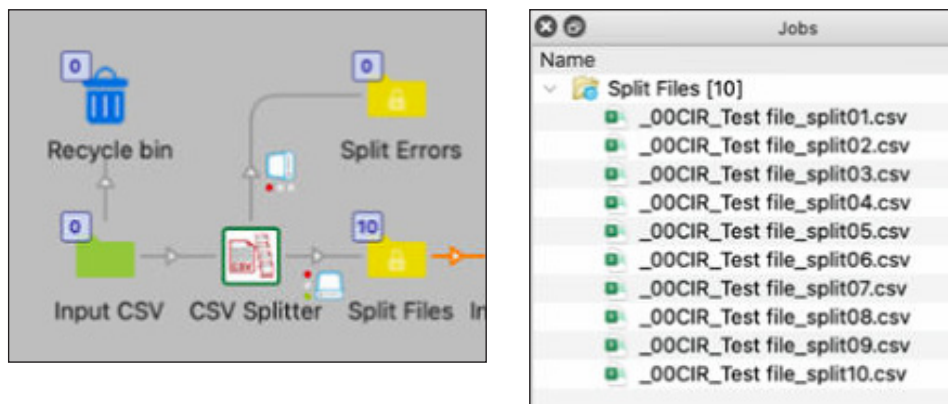 0
0
Recycle bin
Split Errors
0
10
CSV
Input CSV
CSV Splitter
Split Files
Jobs
Name
Split Files [10]
_00CIR_Test file_split01.csv
_00CIR_Test file_split02.csv
_00CIR_Test file_split03.csv
_00CIR_Test file_split04.csv
_00CIR_Test file_split05.csv
_00CIR_Test file_split06.csv
_00CIR_Test file_split07.csv
_00CIR_Test file_split08.csv
_00CIR_Test file_split09.csv
_00CIR_Test file_split10.csv